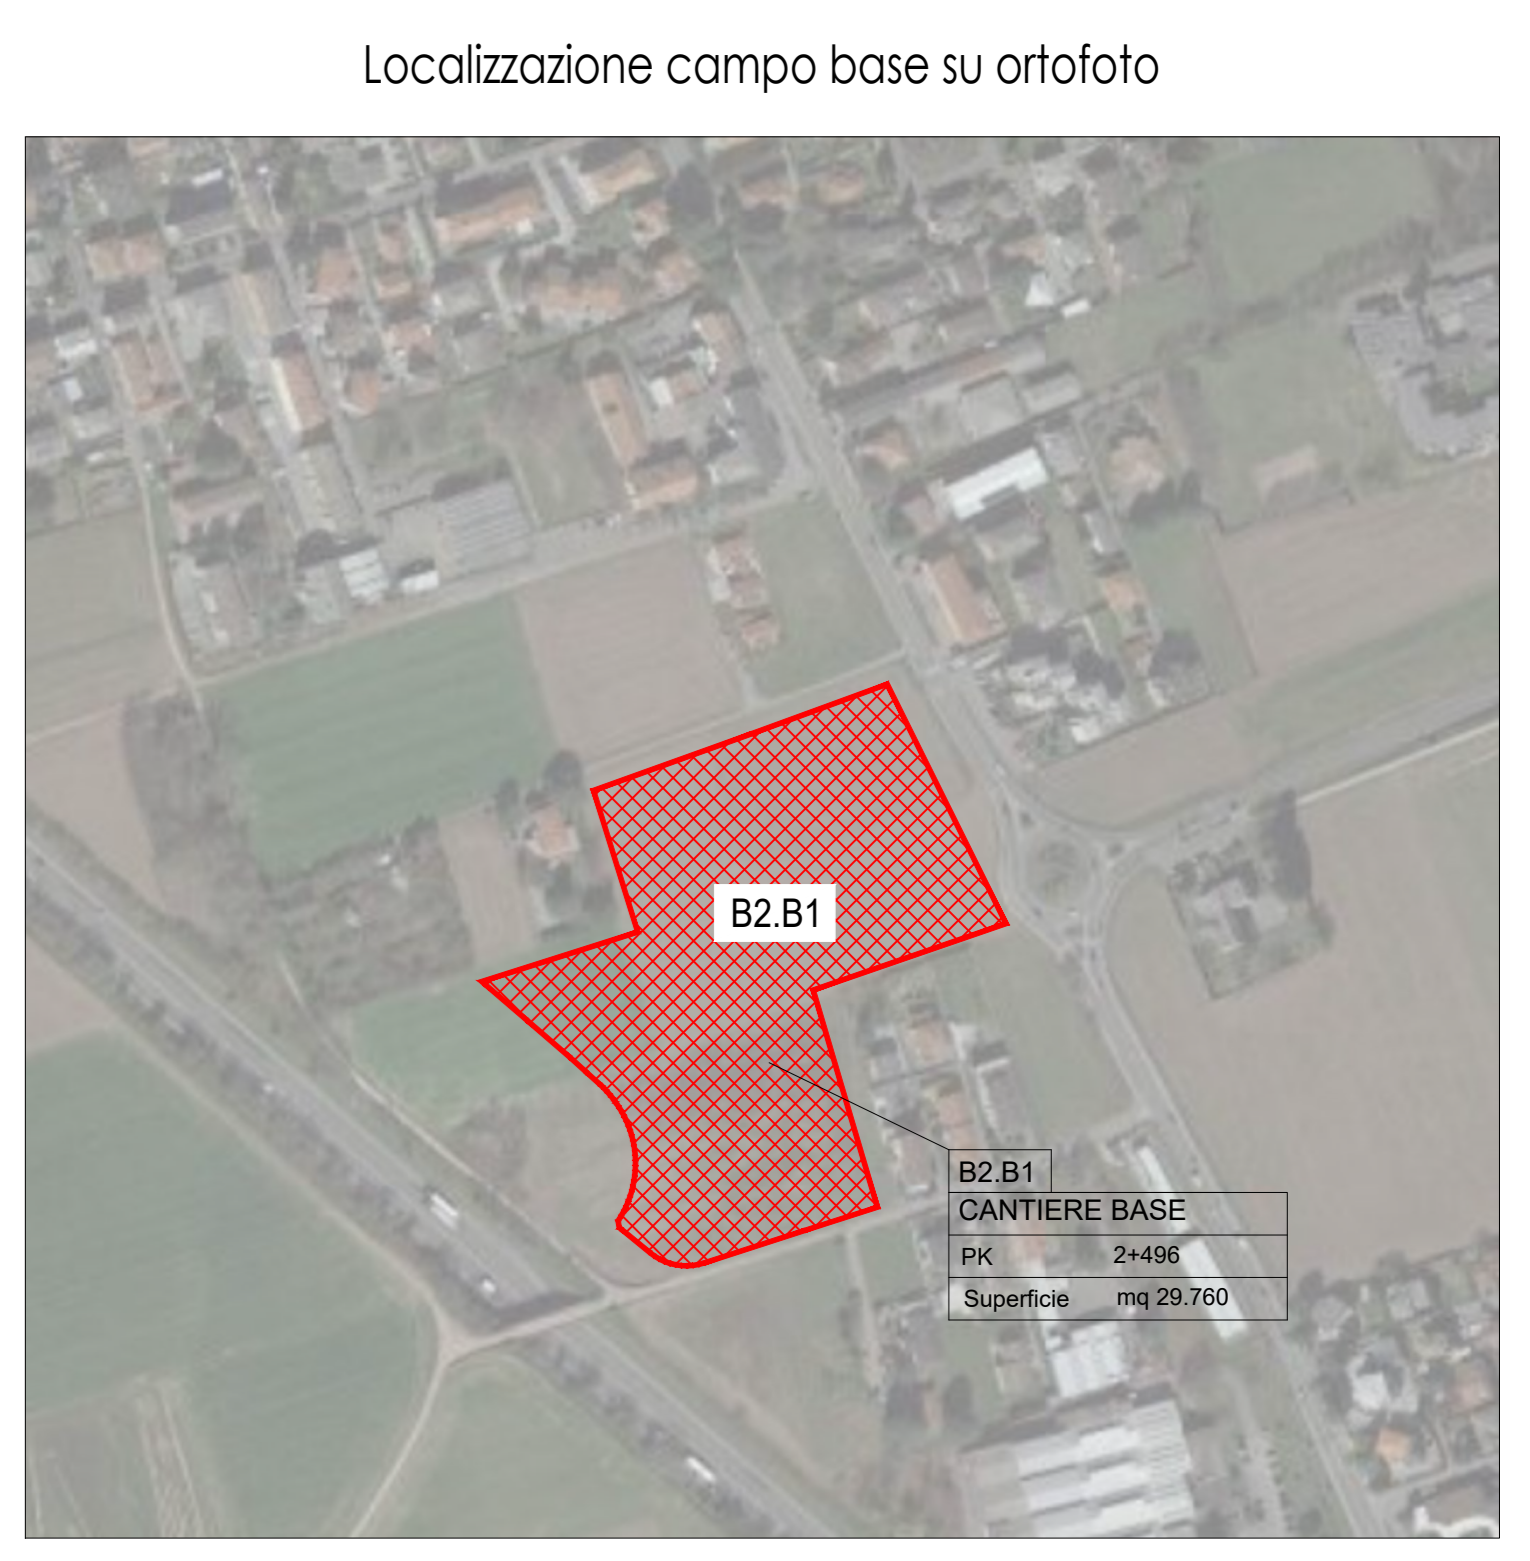 Localizzazione campo base su ortofoto
B2.B1
B2.B1
CANTIERE BASE
PK 2+496
Superficie mq 29.760